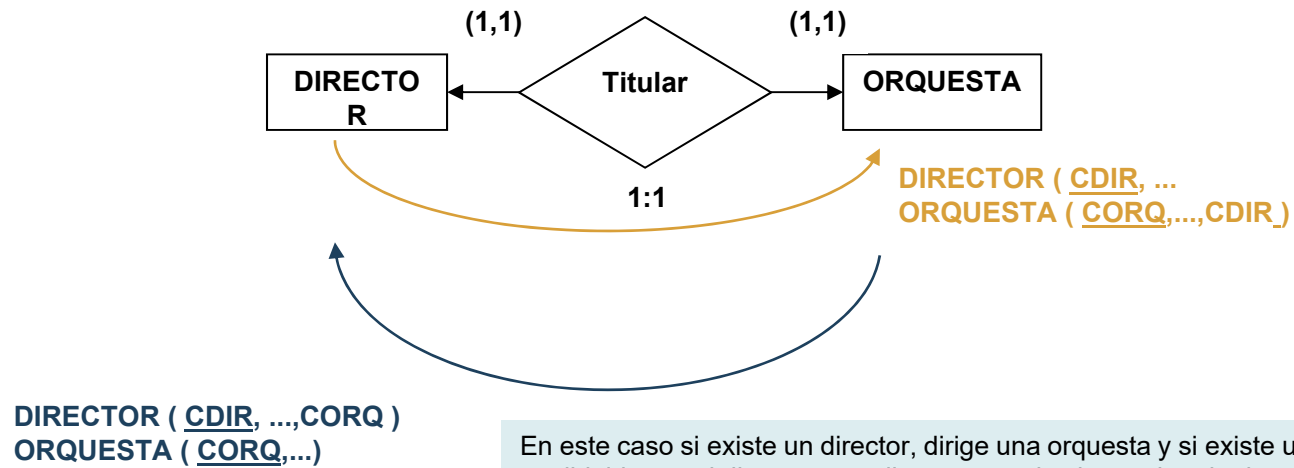 (1,1)
(1,1)
DIRECTO
R
Titular
ORQUESTA
1:1
DIRECTOR ( CDIR, ...
ORQUESTA ( CORQ,...,CDIR )
DIRECTOR ( CDIR, ...,CORQ )
ORQUESTA ( CORQ,...)
En este caso si existe un director, dirige una orquesta y si existe u